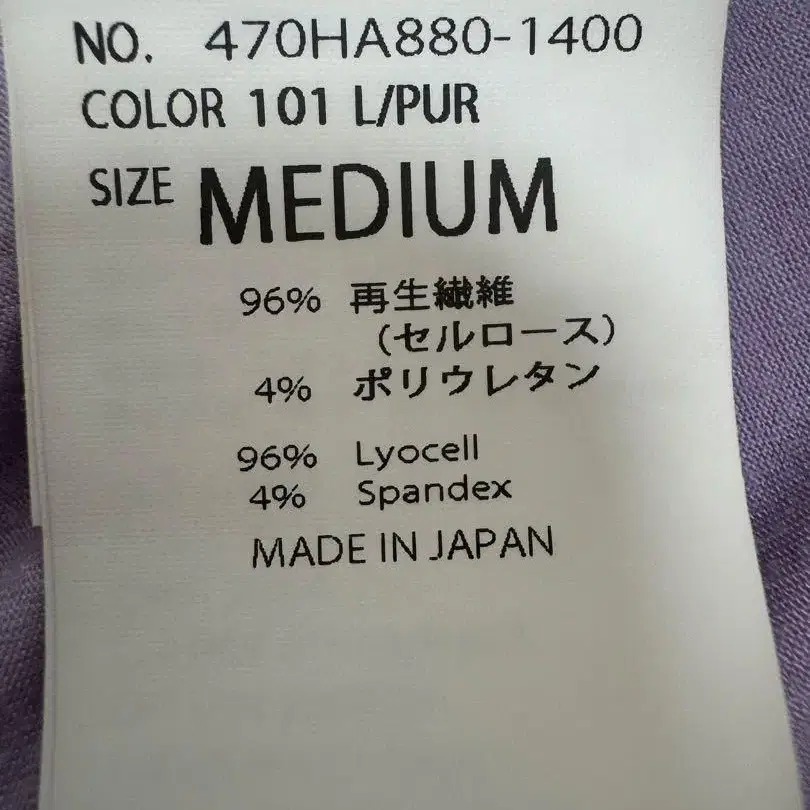 NO. 470HA880-1400
COLOR 101 L/PUR
SIZE MEDIUM
96% 再生繊維
(セルロース)
4% ポリウレタン
96% Lyocell
4% Spandex
MADE IN JAPAN